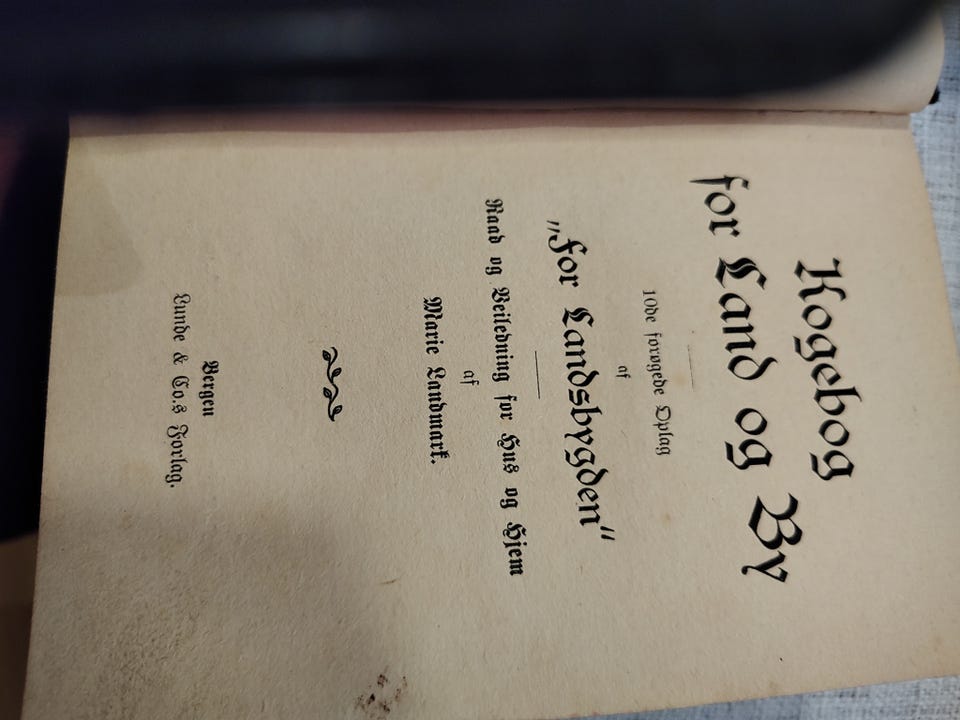 Kogebog
for Land og By
10de forøgede Oplag
af
"For Landsbygden"
Raad og Veiledning for Hus og Hjem
af
Marie Landmark.
Bergen
Lunde & Co.s Forlag.